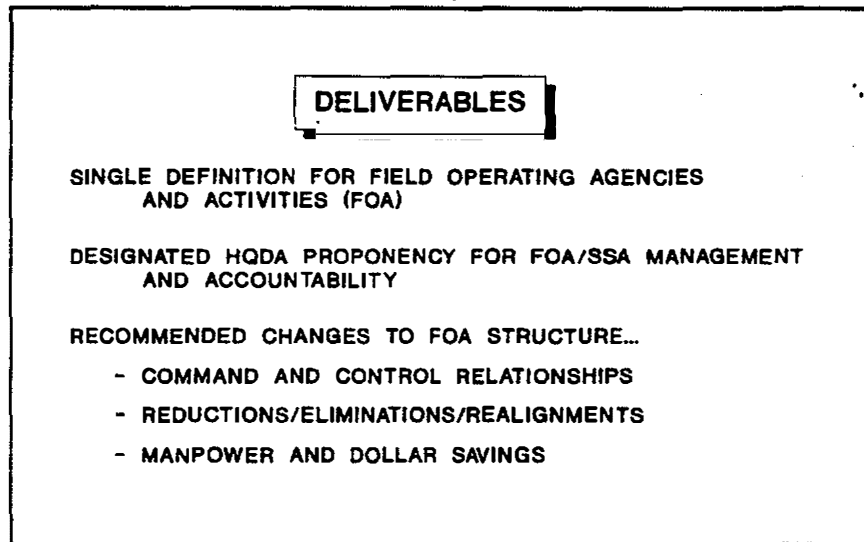 DELIVERABLES
SINGLE DEFINITION FOR FIELD OPERATING AGENCIES
AND ACTIVITIES (FOA)
DESIGNATED HQDA PROPONENCY FOR FOA/SSA MANAGEMENT
AND ACCOUNTABILITY
RECOMMENDED CHANGES TO FOA STRUCTURE...
- COMMAND AND CONTROL RELATIONSHIPS
- REDUCTIONS/ELIMINATIONS/REALIGNMENTS
- MANPOWER AND DOLLAR SAVINGS